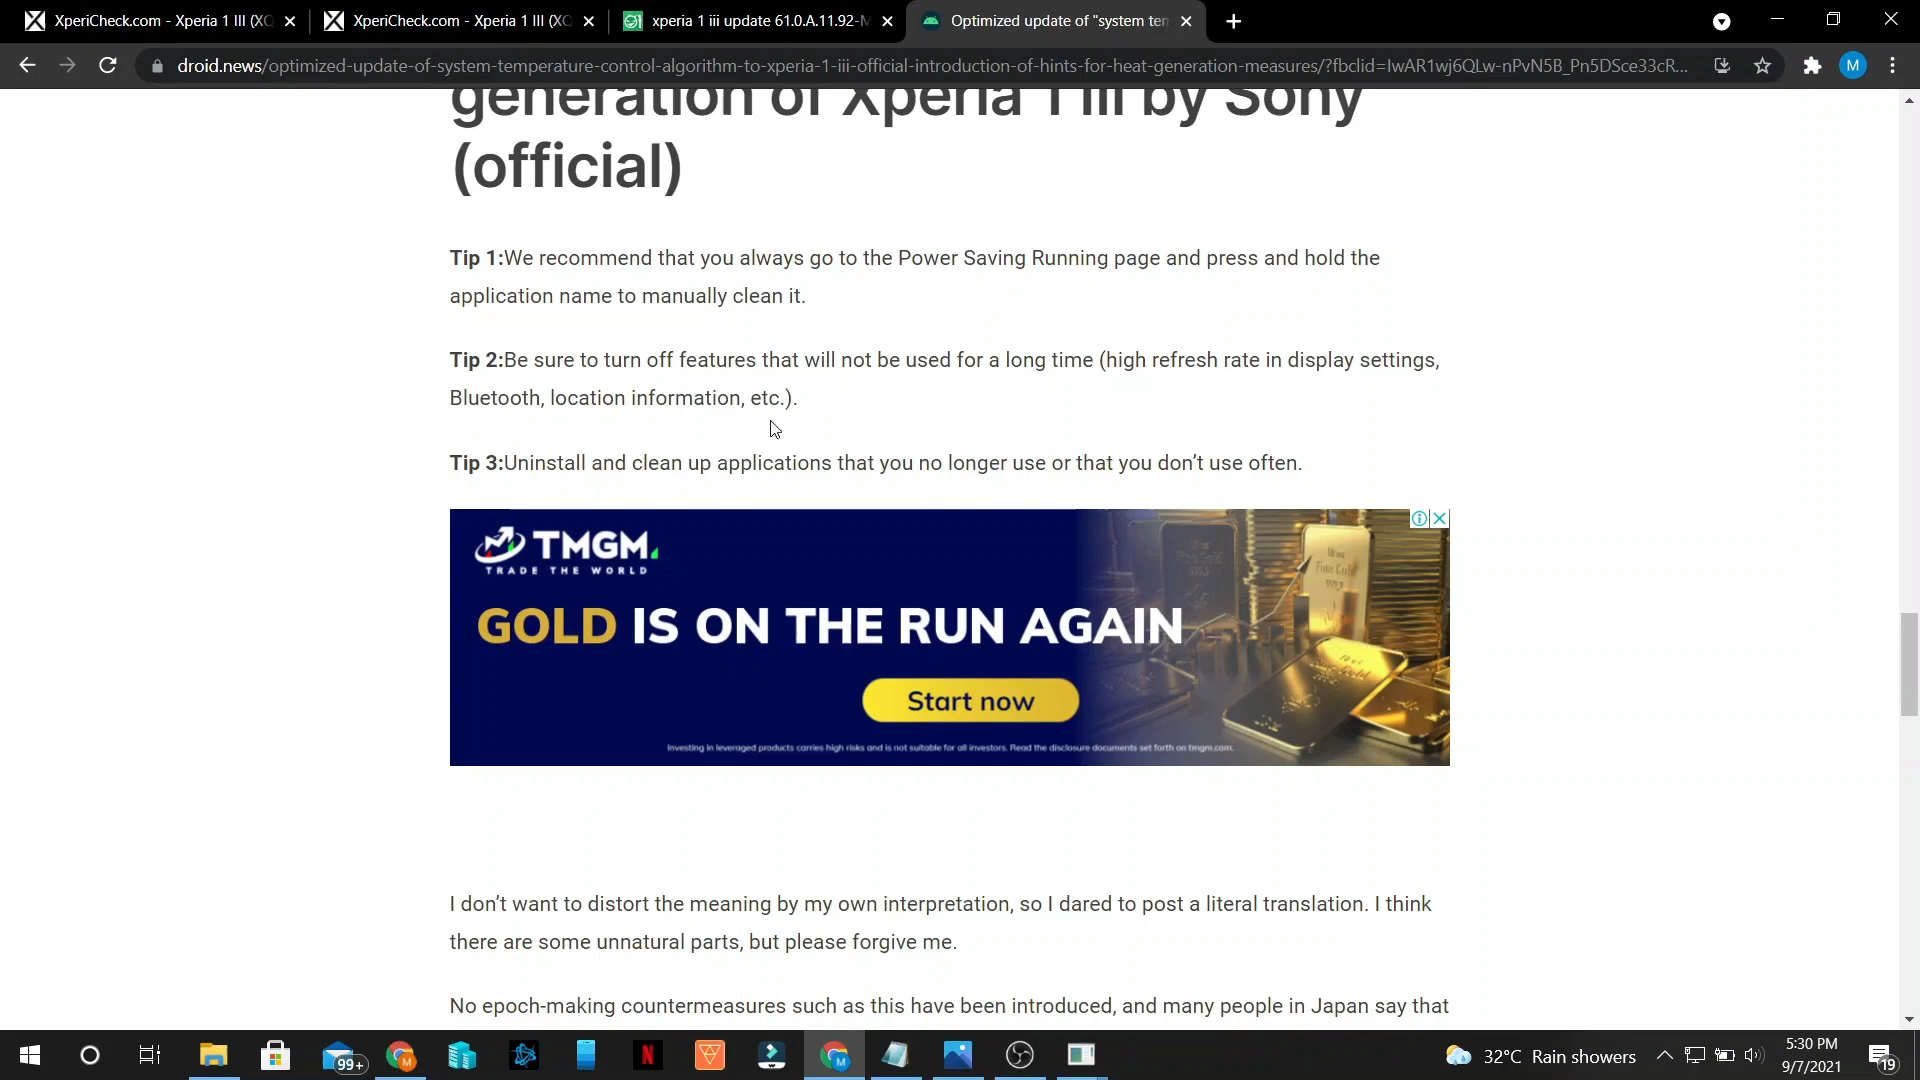 XperiCheck.com - Xperia 1 III (XQ
XperiCheck.com - Xperia 1 III (XQ
xperia 1 iii update 61.0.A.11.92-M
Optimized update of "system ten
droid.news/optimized-update-of-system-temperature-control-algorithm-to-xperia-1-iii-official-introduction-of-hints-for-heat-generation-measures/?fbclid=IwAR1wj6QLw-nPvN5B_Pn5DSce33cR...
M
generation of Xperia 1 III by Sony
(official)
Tip 1:We recommend that you always go to the Power Saving Running page and press and hold the
application name to manually clean it.
Tip 2:Be sure to turn off features that will not be used for a long time (high refresh rate in display settings,
Bluetooth, location information, etc.).
Tip 3:Uninstall and clean up applications that you no longer use or that you don't use often.
TMGM
TRADE THE WORLD
GOLD IS ON THE RUN AGAIN
Start now
Investing in leveraged products carries high risks and is not suitable for all investors. Read the disclosure documents set forth on tmgm.com.
I don't want to distort the meaning by my own interpretation, so I dared to post a literal translation. I think
there are some unnatural parts, but please forgive me.
No epoch-making countermeasures such as this have been introduced, and many people in Japan say that
99+
32°C Rain showers
5:30 PM
9/7/2021
19